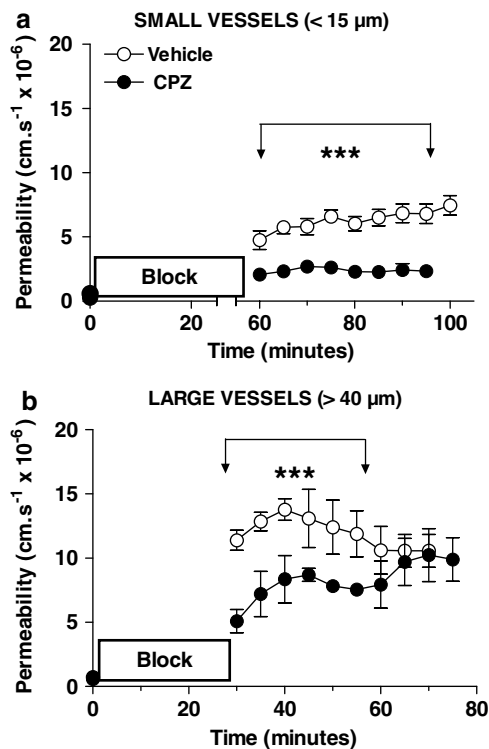 a
SMALL VESSELS (< 15 µm)
Permeability (cm.s⁻¹ x 10⁻⁶)
20
15
10
5
0
Vehicle
CPZ
***
Block
0 20 60 80 100
Time (minutes)
b
LARGE VESSELS (> 40 µm)
Permeability (cm.s⁻¹ x 10⁻⁶)
20
15
10
5
0
***
Block
0 20 40 60 80
Time (minutes)